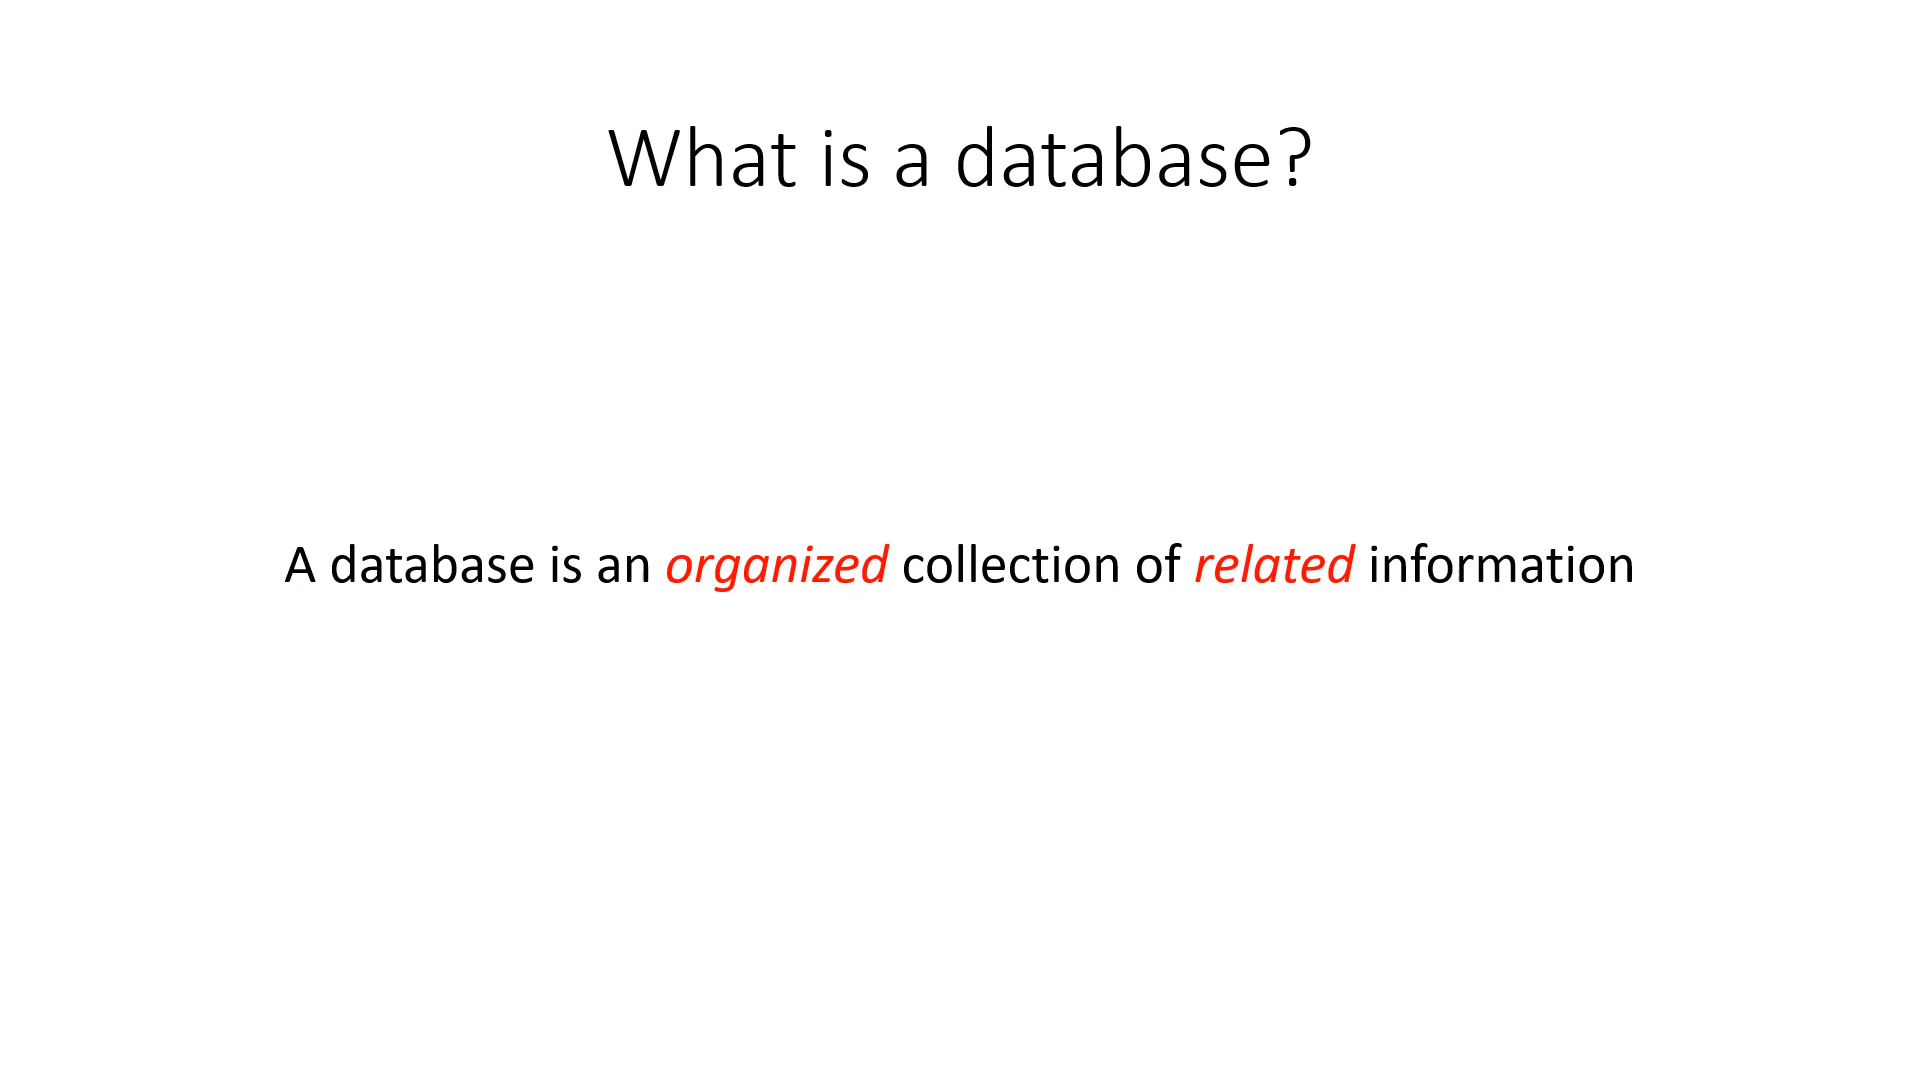 What is a database?
A database is an organized collection of related information